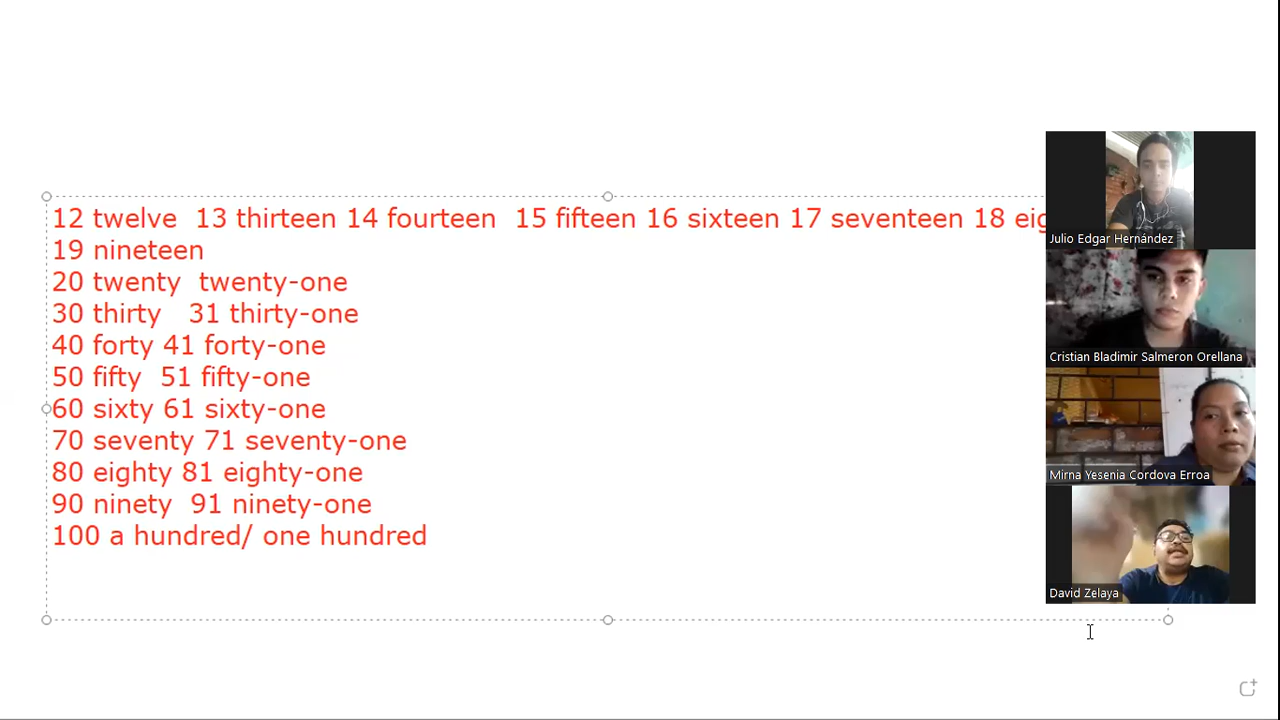 12 twelve  13 thirteen 14 fourteen  15 fifteen 16 sixteen 17 seventeen 18
19 nineteen
20 twenty  twenty-one
30 thirty   31 thirty-one
40 forty 41 forty-one
50 fifty  51 fifty-one
60 sixty 61 sixty-one
70 seventy 71 seventy-one
80 eighty 81 eighty-one
90 ninety  91 ninety-one
100 a hundred/ one hundred
Julio Edgar Hernández
Cristian Bladimir Salmeron Orellana
Mirna Yesenia Cordova Erroa
David Zelaya